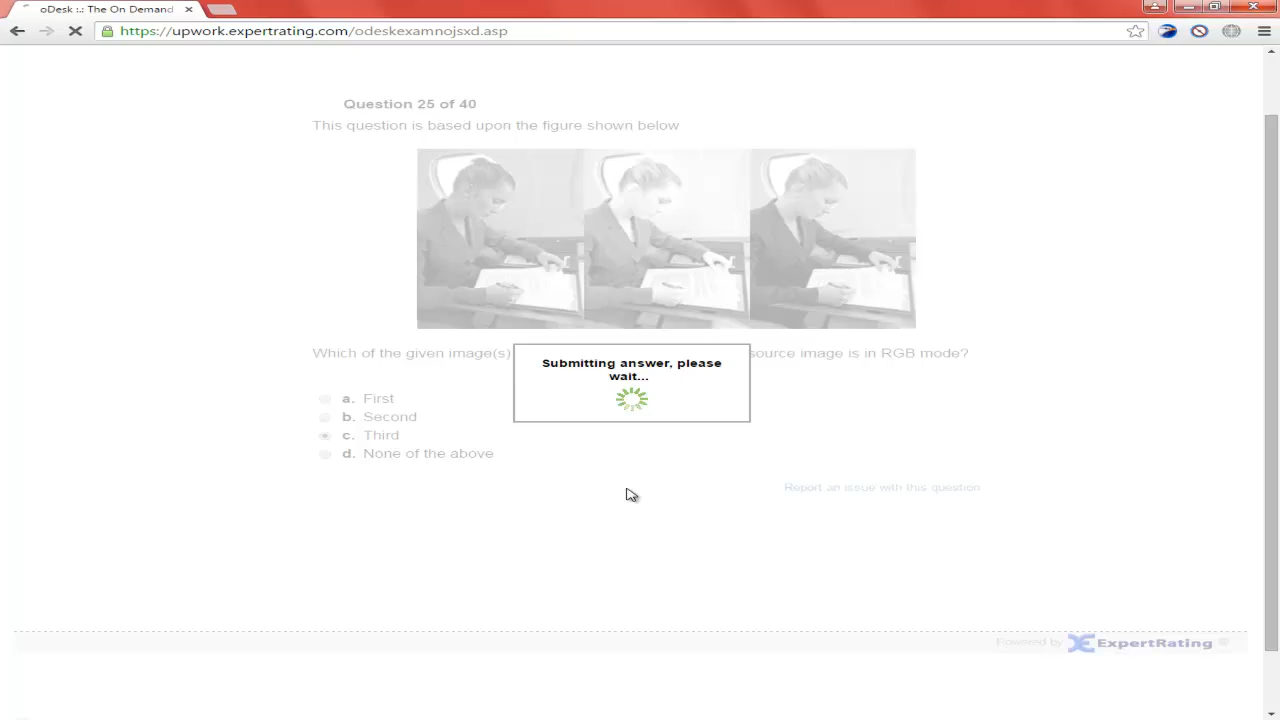 oDesk :.: The On Demand
https://upwork.expertrating.com/odeskexamnojsxd.asp
Question 25 of 40
This question is based upon the figure shown below
Which of the given image(s)
source image is in RGB mode?
Submitting answer, please
wait...
a. First
b. Second
c. Third
d. None of the above
Report an issue with this question
Powered by ExpertRating